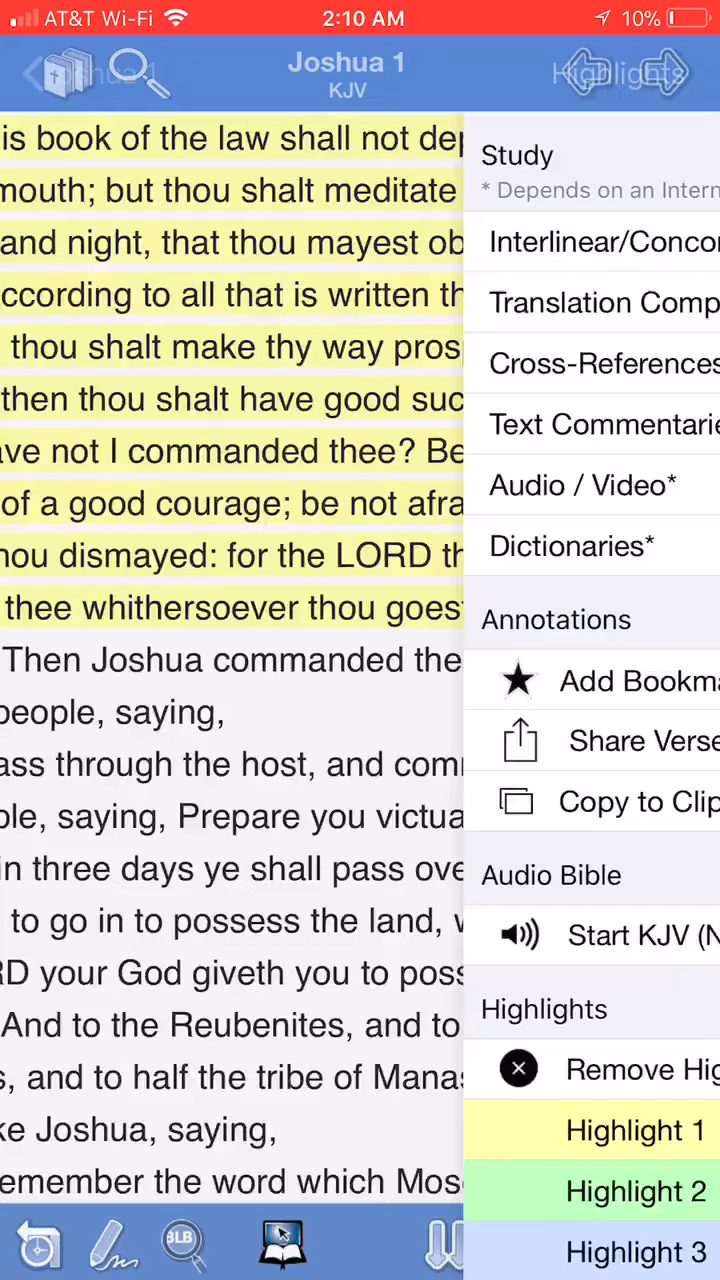 AT&T Wi-Fi 2:10 AM 10%
Joshua 1
KJV
Highlights
is book of the law shall not dep
mouth; but thou shalt meditate
and night, that thou mayest ob
ccording to all that is written th
thou shalt make thy way pros
then thou shalt have good suc
ave not I commanded thee? Be
of a good courage; be not afra
hou dismayed: for the LORD th
thee whithersoever thou goest
Then Joshua commanded the
people, saying,
ass through the host, and com
ple, saying, Prepare you victua
in three days ye shall pass ove
to go in to possess the land, w
RD your God giveth you to poss
And to the Reubenites, and to
s, and to half the tribe of Manas
ke Joshua, saying,
emember the word which Mos
BLB
Study
* Depends on an Intern
Interlinear/Concor
Translation Comp
Cross-References
Text Commentarie
Audio / Video*
Dictionaries*
Annotations
Add Bookma
Share Verse
Copy to Clip
Audio Bible
Start KJV (N
Highlights
Remove Hig
Highlight 1
Highlight 2
Highlight 3